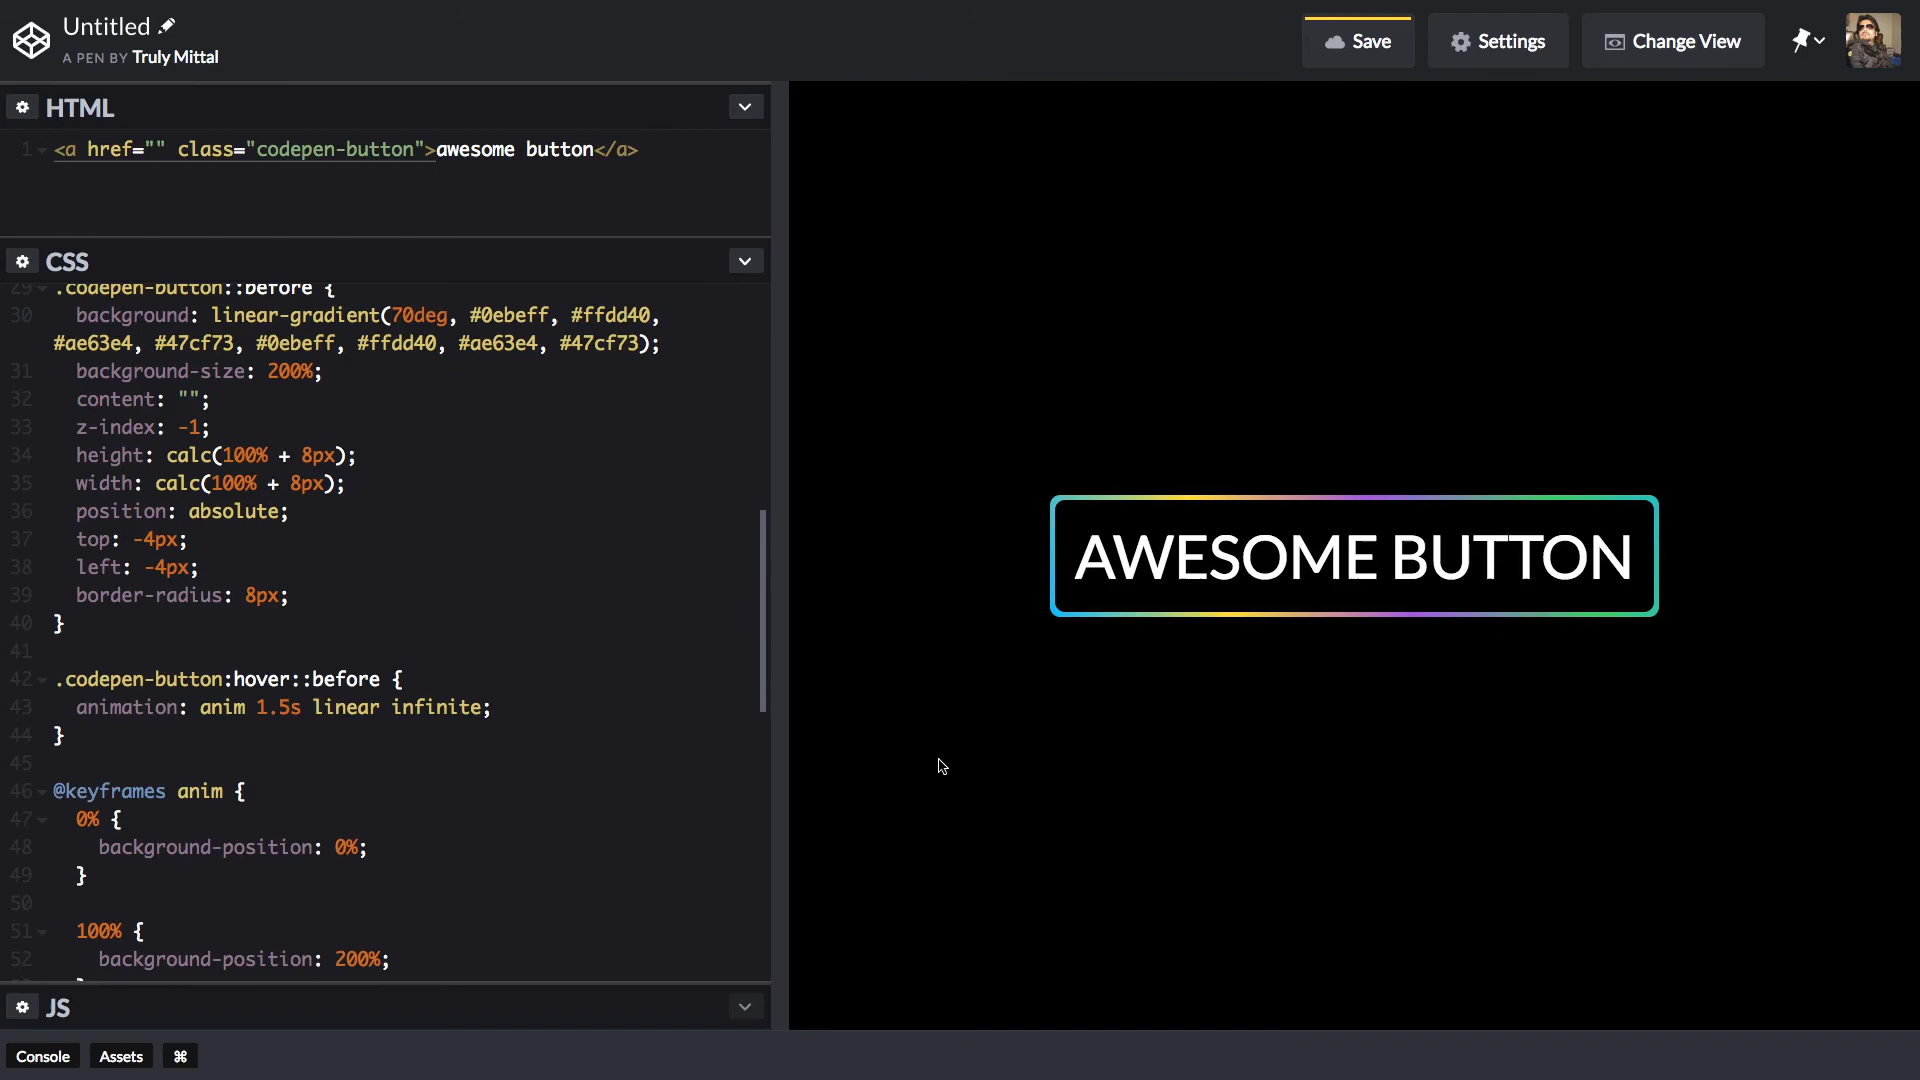 Untitled
A PEN BY Truly Mittal
Save
Settings
Change View
HTML
1 <a href="" class="codepen-button">awesome button</a>
CSS
29 .codepen-button::before {
30 background: linear-gradient(70deg, #0ebeff, #ffdd40,
#ae63e4, #47cf73, #0ebeff, #ffdd40, #ae63e4, #47cf73);
31 background-size: 200%;
32 content: "";
33 z-index: -1;
34 height: calc(100% + 8px);
35 width: calc(100% + 8px);
36 position: absolute;
37 top: -4px;
38 left: -4px;
39 border-radius: 8px;
40 }
41
42 .codepen-button:hover::before {
43 animation: anim 1.5s linear infinite;
44 }
45
46 @keyframes anim {
47 0% {
48 background-position: 0%;
49 }
50
51 100% {
52 background-position: 200%;
JS
Console
Assets
⌘
AWESOME BUTTON